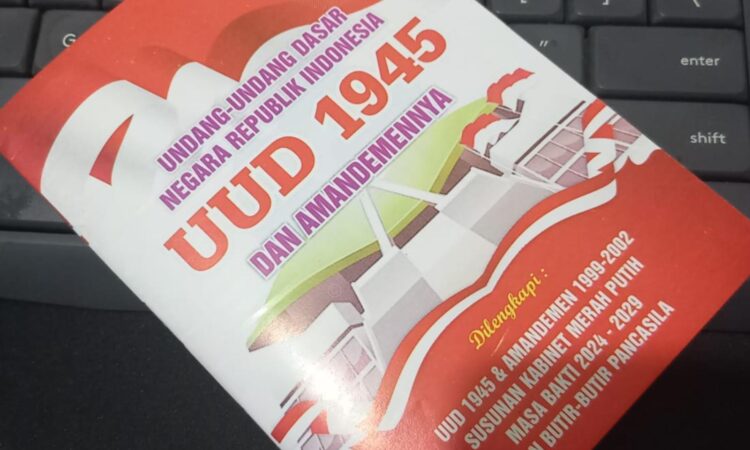 UNDANG-UNDANG DASAR
NEGARA REPUBLIK INDONESIA
UUD 1945
DAN AMANDEMENNYA
Dilengkapi :
UUD 1945 & AMANDEMEN 1999-2002
SUSUNAN KABINET MERAH PUTIH
MASA BAKTI 2024 - 2029
BUTIR-BUTIR PANCASILA
G
"
enter
shift